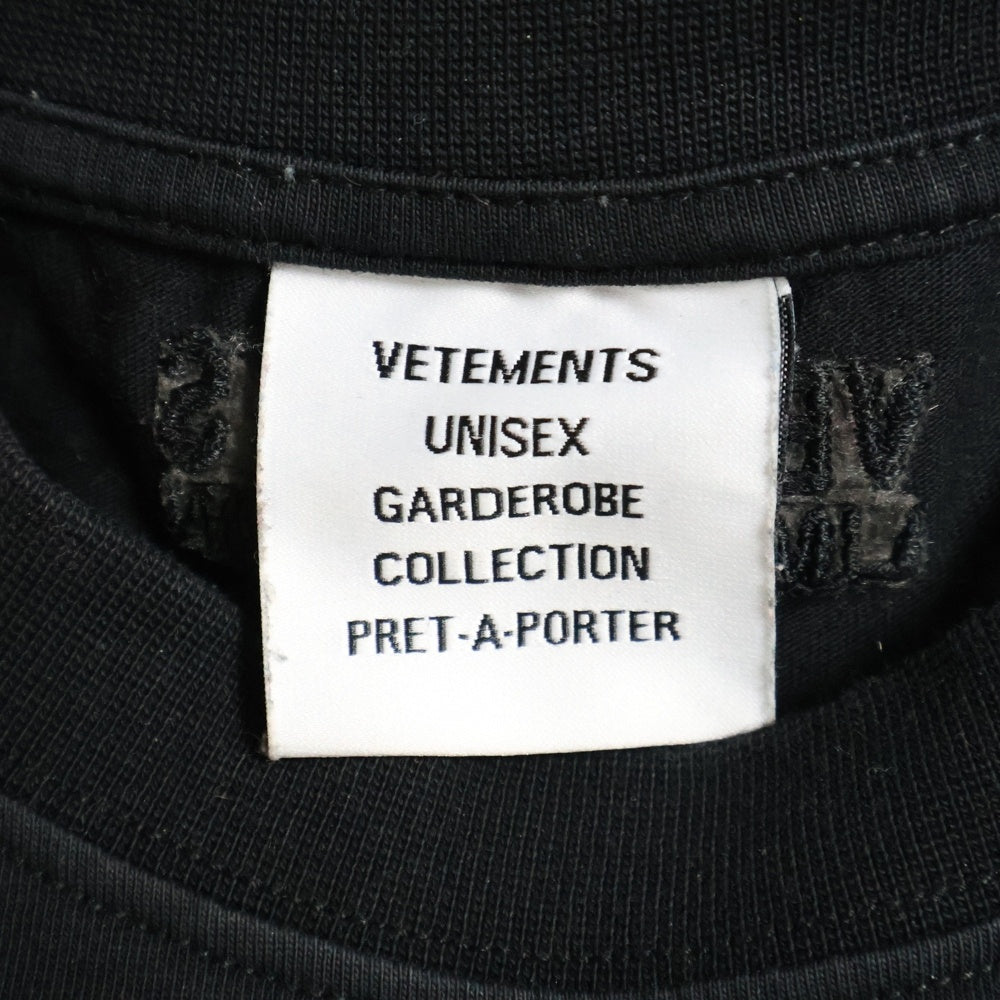 VETEMENTS
UNISEX
GARDEROBE
COLLECTION
PRET-A-PORTER